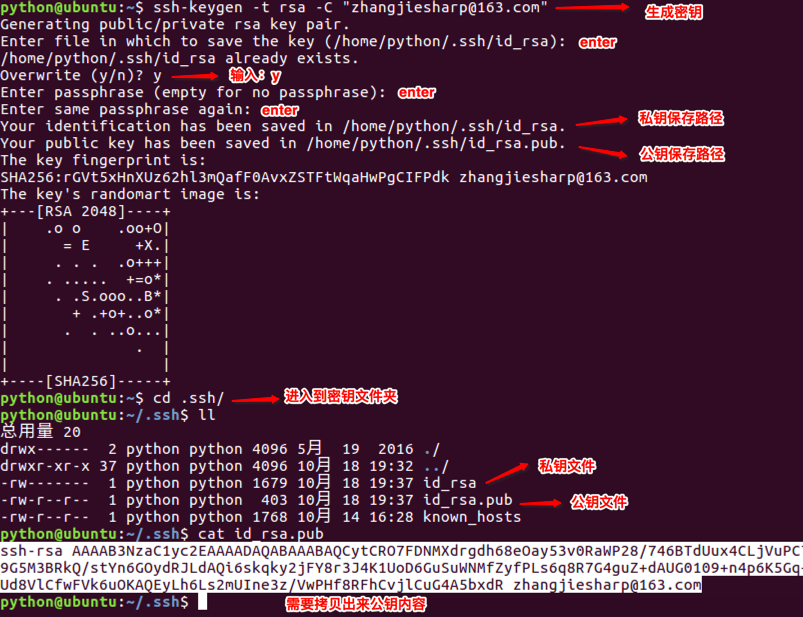 python@ubuntu:~$ ssh-keygen -t rsa -C "zhangjiesharp@163.com" 生成密钥
Generating public/private rsa key pair.
Enter file in which to save the key (/home/python/.ssh/id_rsa): enter
/home/python/.ssh/id_rsa already exists.
Overwrite (y/n)? y 输入：y
Enter passphrase (empty for no passphrase): enter
Enter same passphrase again: enter
Your identification has been saved in /home/python/.ssh/id_rsa. 私钥保存路径
Your public key has been saved in /home/python/.ssh/id_rsa.pub. 公钥保存路径
The key fingerprint is:
SHA256:rGVt5xHnXUz62hl3mQafF0AvxZSTFtWqaHwPgCIFPdk zhangjiesharp@163.com
The key's randomart image is:
+---[RSA 2048]----+
|    .o o    .oo+O|
|      = E     +X.|
|     . . .  .o+++|
|    . .....  +=o*|
|     . .S.ooo..B*|
|       + .+o+..o*|
|      .  . ..o...|
|              .  |
|                 |
+----[SHA256]-----+
python@ubuntu:~$ cd .ssh/ 进入到密钥文件夹
python@ubuntu:~/.ssh$ ll
总用量 20
drwx------  2 python python 4096 5月  19  2016 ./
drwxr-xr-x 37 python python 4096 10月 18 19:32 ../
-rw-------  1 python python 1679 10月 18 19:37 id_rsa 私钥文件
-rw-r--r--  1 python python  403 10月 18 19:37 id_rsa.pub 公钥文件
-rw-r--r--  1 python python 1768 10月 14 16:28 known_hosts
python@ubuntu:~/.ssh$ cat id_rsa.pub
ssh-rsa AAAAB3NzaC1yc2EAAAADAQABAAABAQCytCRO7FDNMXdrgdh68eOay53v0RaWP28/746BTdUux4CLjVuPC
9G5M3BRkQ/stYn6GOydRJLdAQi6skqky2jFY8r3J4K1UoD6GuSuWNMfZyfPLs6q8R7G4guZ+dAUG0109+n4p6K5Gq
Ud8VlCfwFVk6uOKAQEyLh6Ls2mUIne3z/VwPHf8RFhCvjlCuG4A5bxdR zhangjiesharp@163.com
python@ubuntu:~/.ssh$ 需要拷贝出来公钥内容